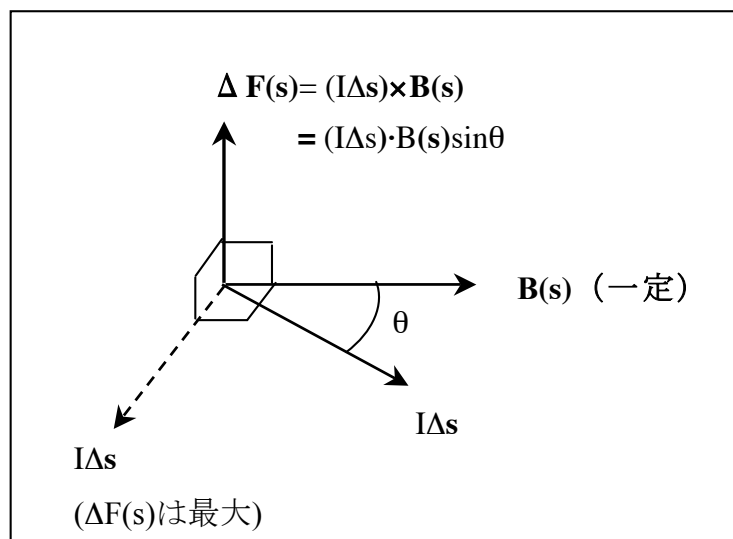 Δ F(s)= (IΔs)×B(s)
= (IΔs)·B(s)sinθ
B(s)（一定）
θ
IΔs
IΔs
(ΔF(s)は最大)